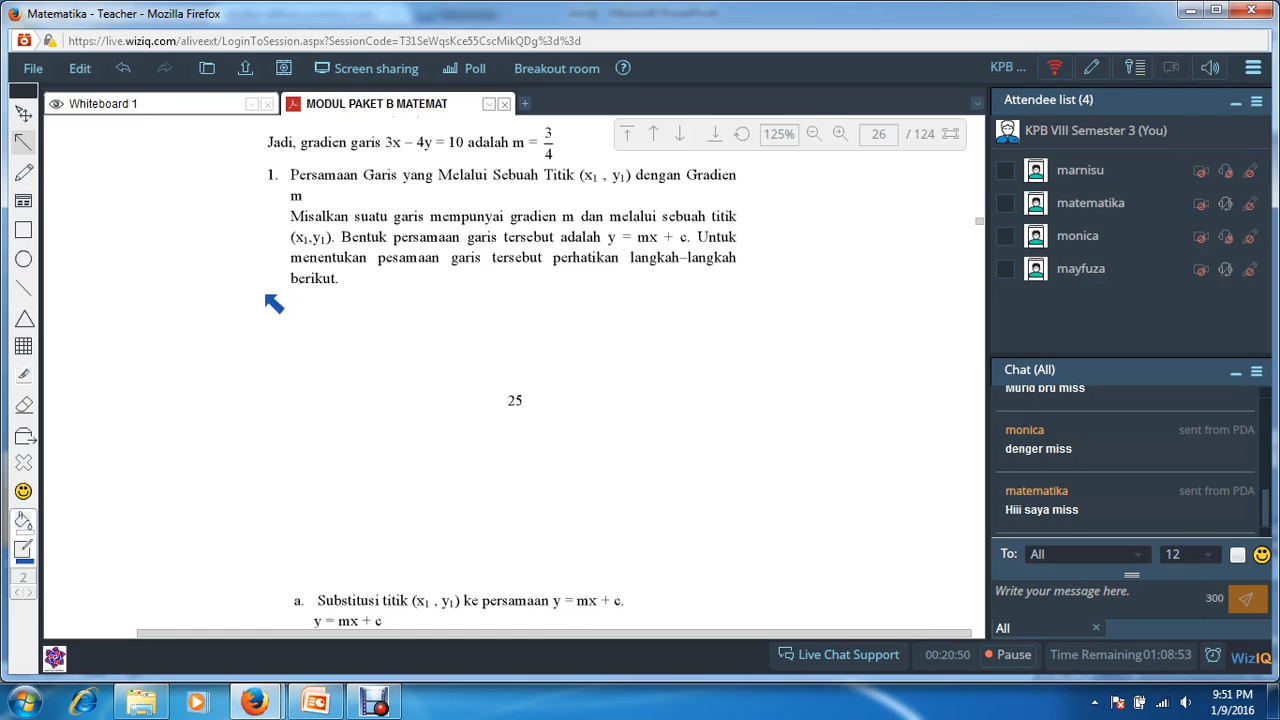 Matematika - Teacher - Mozilla Firefox
https://live.wiziq.com/aliveext/LoginToSession.aspx?SessionCode=T31SeWqsKce55CscMikQDg%3d%3d
File Edit Screen sharing Poll Breakout room ? KPB ...
Whiteboard 1 MODUL PAKET B MATEMAT +
Attendee list (4)
125% 26 / 124
KPB VIII Semester 3 (You)
marnisu
matematika
monica
mayfuza
Jadi, gradien garis 3x – 4y = 10 adalah m = 3/4
1. Persamaan Garis yang Melalui Sebuah Titik (x₁ , y₁) dengan Gradien
m
Misalkan suatu garis mempunyai gradien m dan melalui sebuah titik
(x₁,y₁). Bentuk persamaan garis tersebut adalah y = mx + c. Untuk
menentukan pesamaan garis tersebut perhatikan langkah–langkah
berikut.
25
a. Substitusi titik (x₁ , y₁) ke persamaan y = mx + c.
y = mx + c
2
Chat (All)
Murid bru miss
monica sent from PDA
denger miss
matematika sent from PDA
Hiii saya miss
To: All 12
Write your message here. 300
All
Live Chat Support 00:20:50 Pause Time Remaining 01:08:53 WizIQ
9:51 PM
1/9/2016